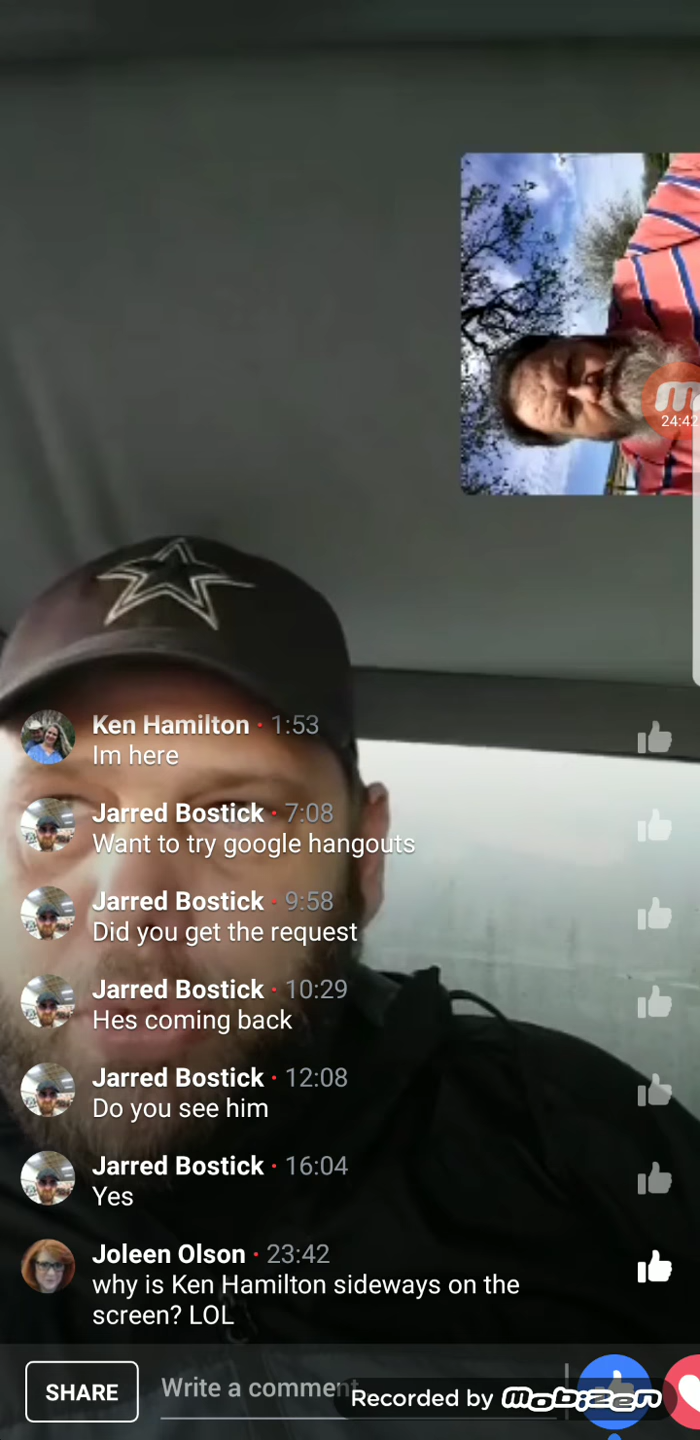 24:42
Ken Hamilton · 1:53
Im here
Jarred Bostick · 7:08
Want to try google hangouts
Jarred Bostick · 9:58
Did you get the request
Jarred Bostick · 10:29
Hes coming back
Jarred Bostick · 12:08
Do you see him
Jarred Bostick · 16:04
Yes
Joleen Olson · 23:42
why is Ken Hamilton sideways on the
screen? LOL
SHARE
Write a comment
Recorded by mobizen